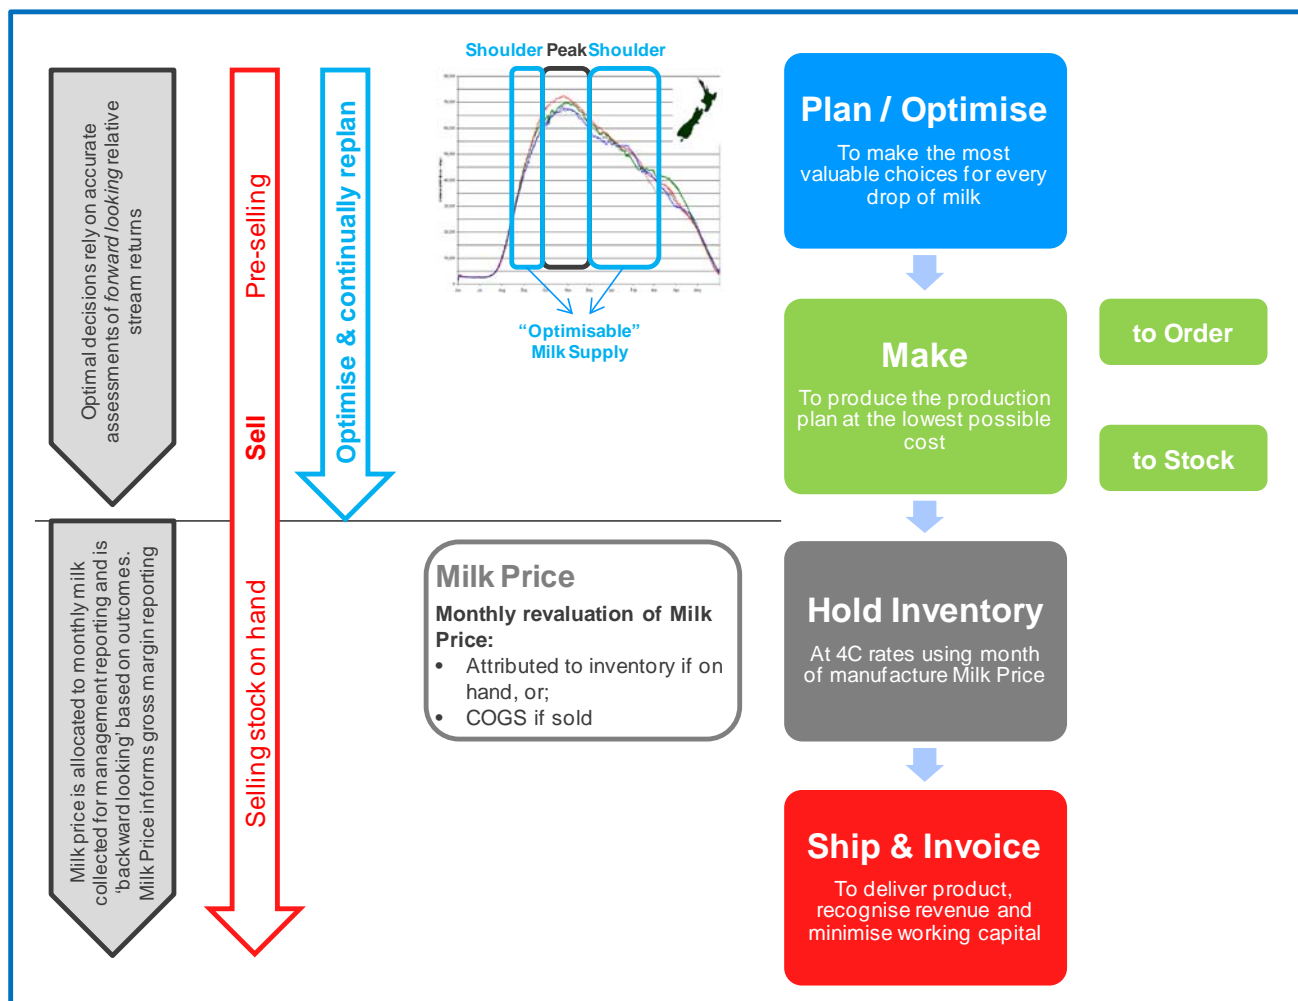 Optimal decisions rely on accurate
assessments of forward looking relative
stream returns
Milk price is allocated to monthly milk
collected for management reporting and is
‘backward looking’ based on outcomes.
Milk Price informs gross margin reporting
Pre-selling
Sell
Selling stock on hand
Optimise & continually replan
Shoulder Peak Shoulder
“Optimisable”
Milk Supply
Milk Price
Monthly revaluation of Milk
Price:
• Attributed to inventory if on
hand, or;
• COGS if sold
Plan / Optimise
To make the most
valuable choices for every
drop of milk
Make
To produce the production
plan at the lowest possible
cost
to Order
to Stock
Hold Inventory
At 4C rates using month
of manufacture Milk Price
Ship & Invoice
To deliver product,
recognise revenue and
minimise working capital